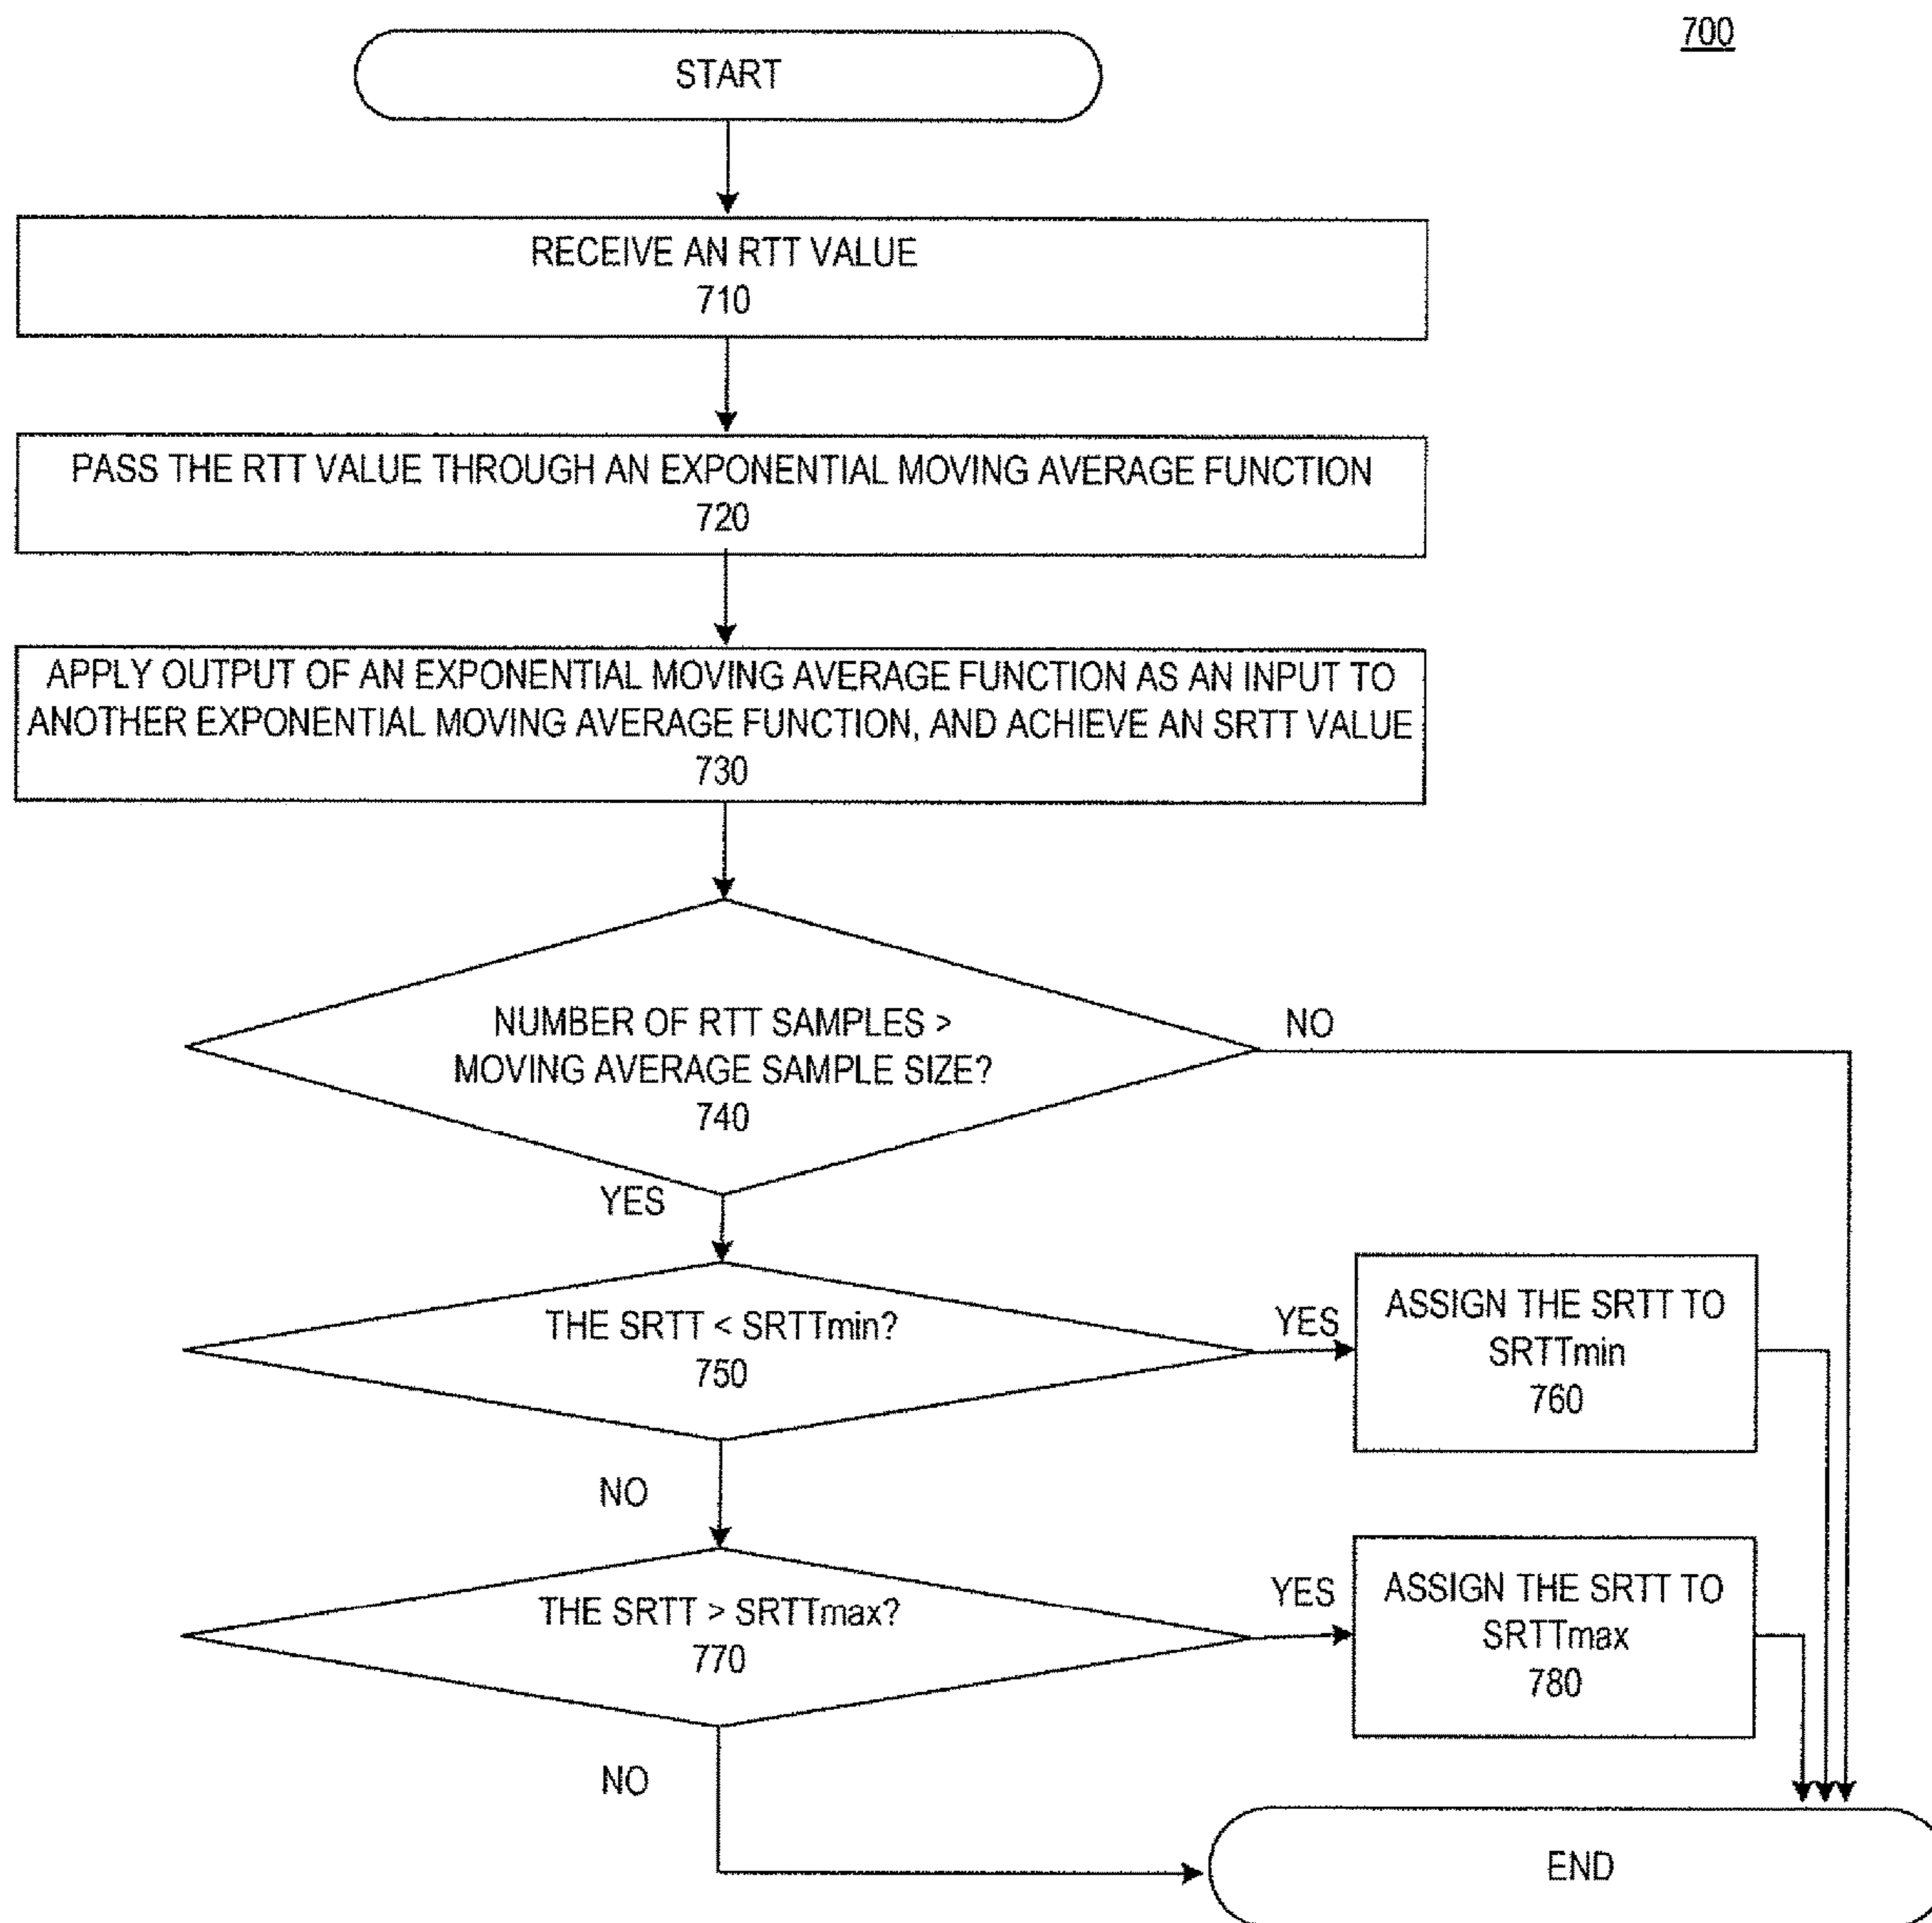 700
START
RECEIVE AN RTT VALUE
710
PASS THE RTT VALUE THROUGH AN EXPONENTIAL MOVING AVERAGE FUNCTION
720
APPLY OUTPUT OF AN EXPONENTIAL MOVING AVERAGE FUNCTION AS AN INPUT TO
ANOTHER EXPONENTIAL MOVING AVERAGE FUNCTION, AND ACHIEVE AN SRTT VALUE
730
NUMBER OF RTT SAMPLES >
MOVING AVERAGE SAMPLE SIZE?
740
NO
YES
THE SRTT < SRTTmin?
750
YES
ASSIGN THE SRTT TO
SRTTmin
760
NO
THE SRTT > SRTTmax?
770
YES
ASSIGN THE SRTT TO
SRTTmax
780
NO
END